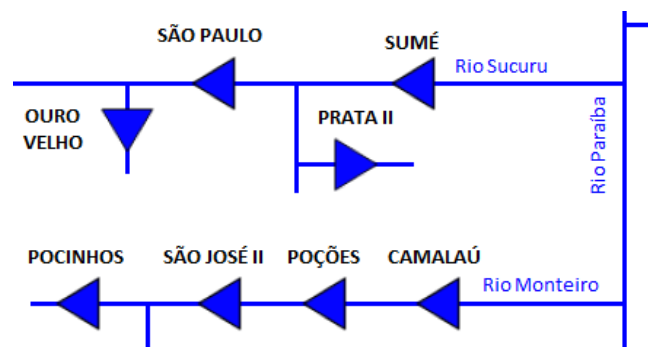 SÃO PAULO
SUMÉ
Rio Sucuru
OURO
VELHO
PRATA II
Rio Paraíba
POCINHOS
SÃO JOSÉ II
POÇÕES
CAMALAÚ
Rio Monteiro